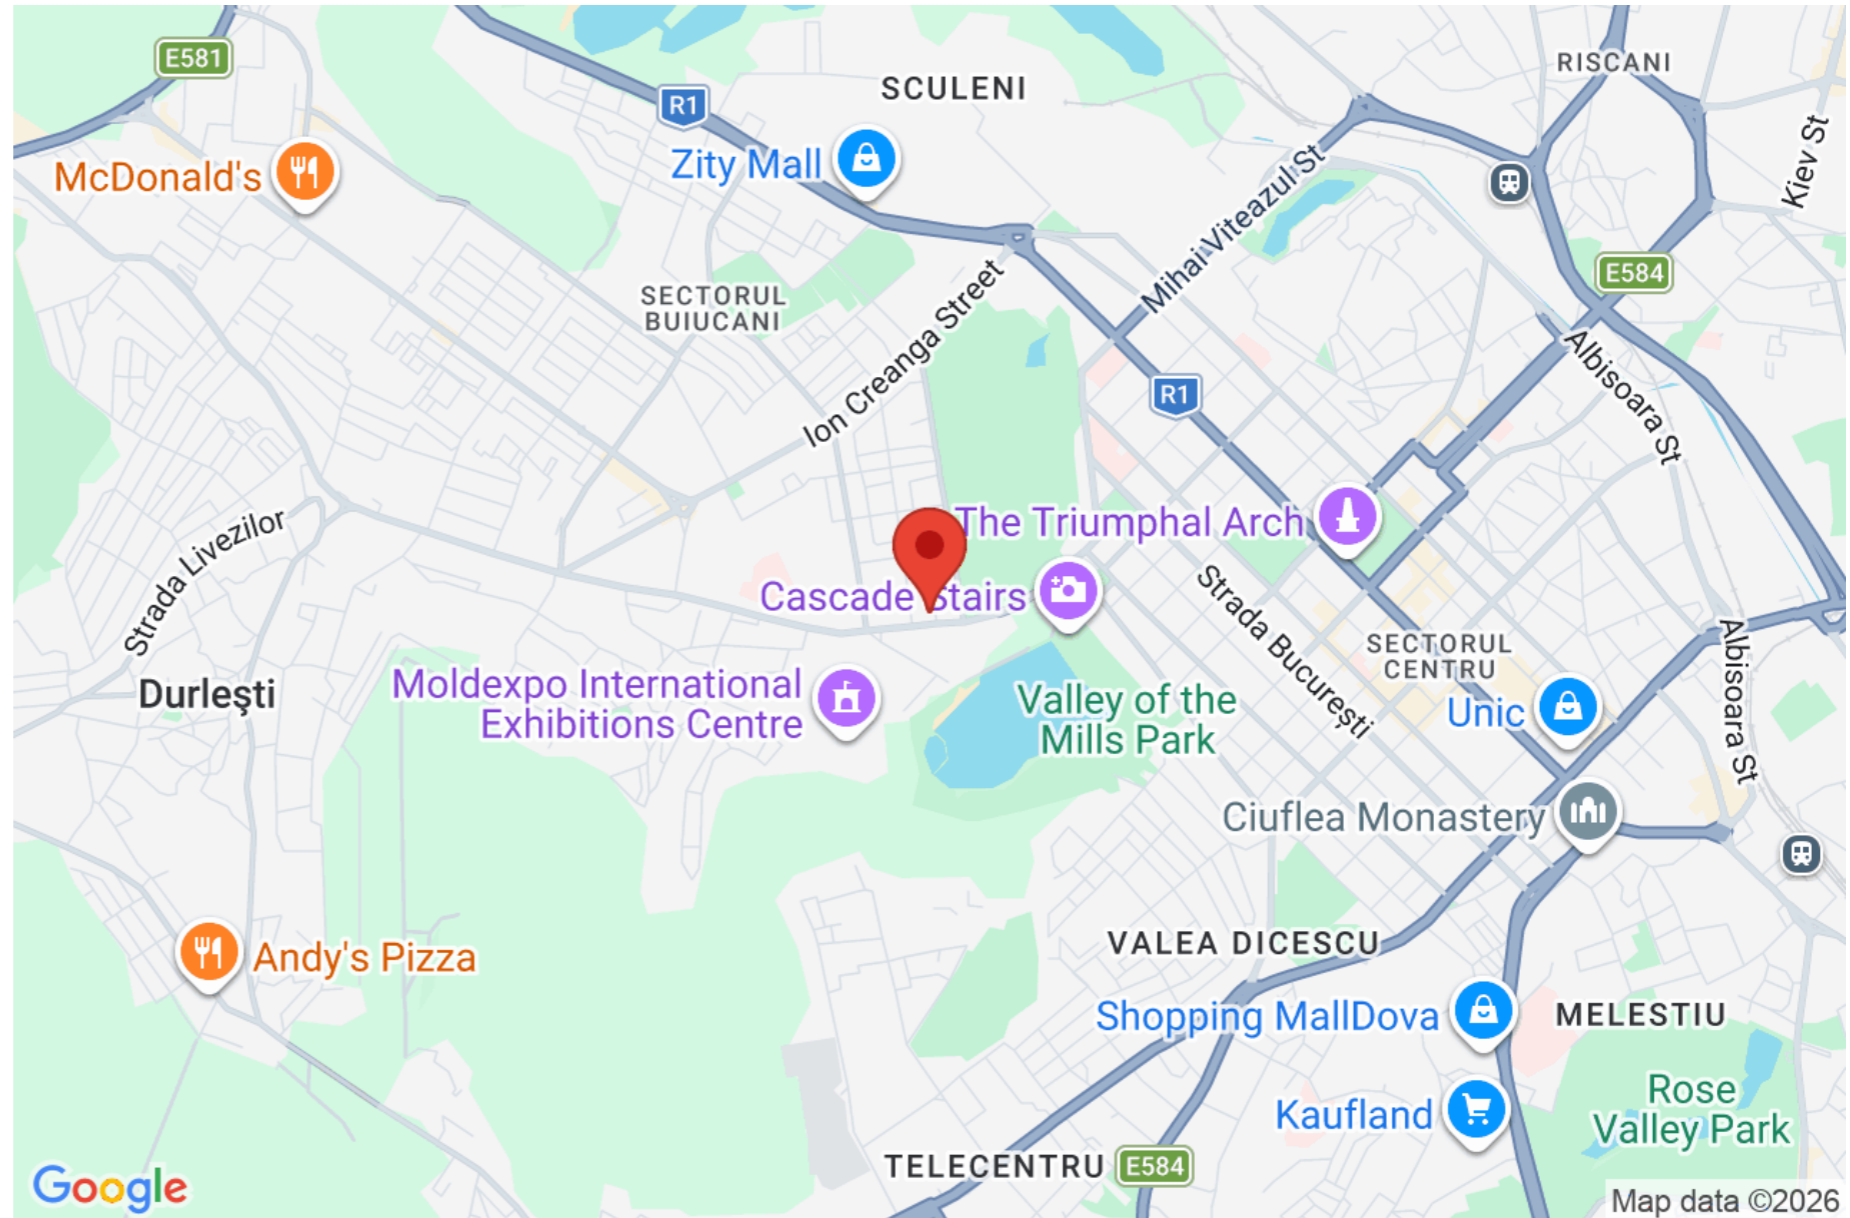 E581
SCULENI
RISCANI
R1
McDonald's
Zity Mall
Kiev St
Mihai Viteazul St
E584
SECTORUL
BUIUCANI
Ion Creanga Street
R1
Albisoara St
Strada Livezilor
The Triumphal Arch
Cascade Stairs
Strada București
SECTORUL
CENTRU
Albisoara St
Durleşti
Moldexpo International
Exhibitions Centre
Valley of the
Mills Park
Unic
Ciuflea Monastery
Andy's Pizza
VALEA DICESCU
Shopping MallDova
MELESTIU
Kaufland
Rose
Valley Park
TELECENTRU
E584
Google
Map data ©2026